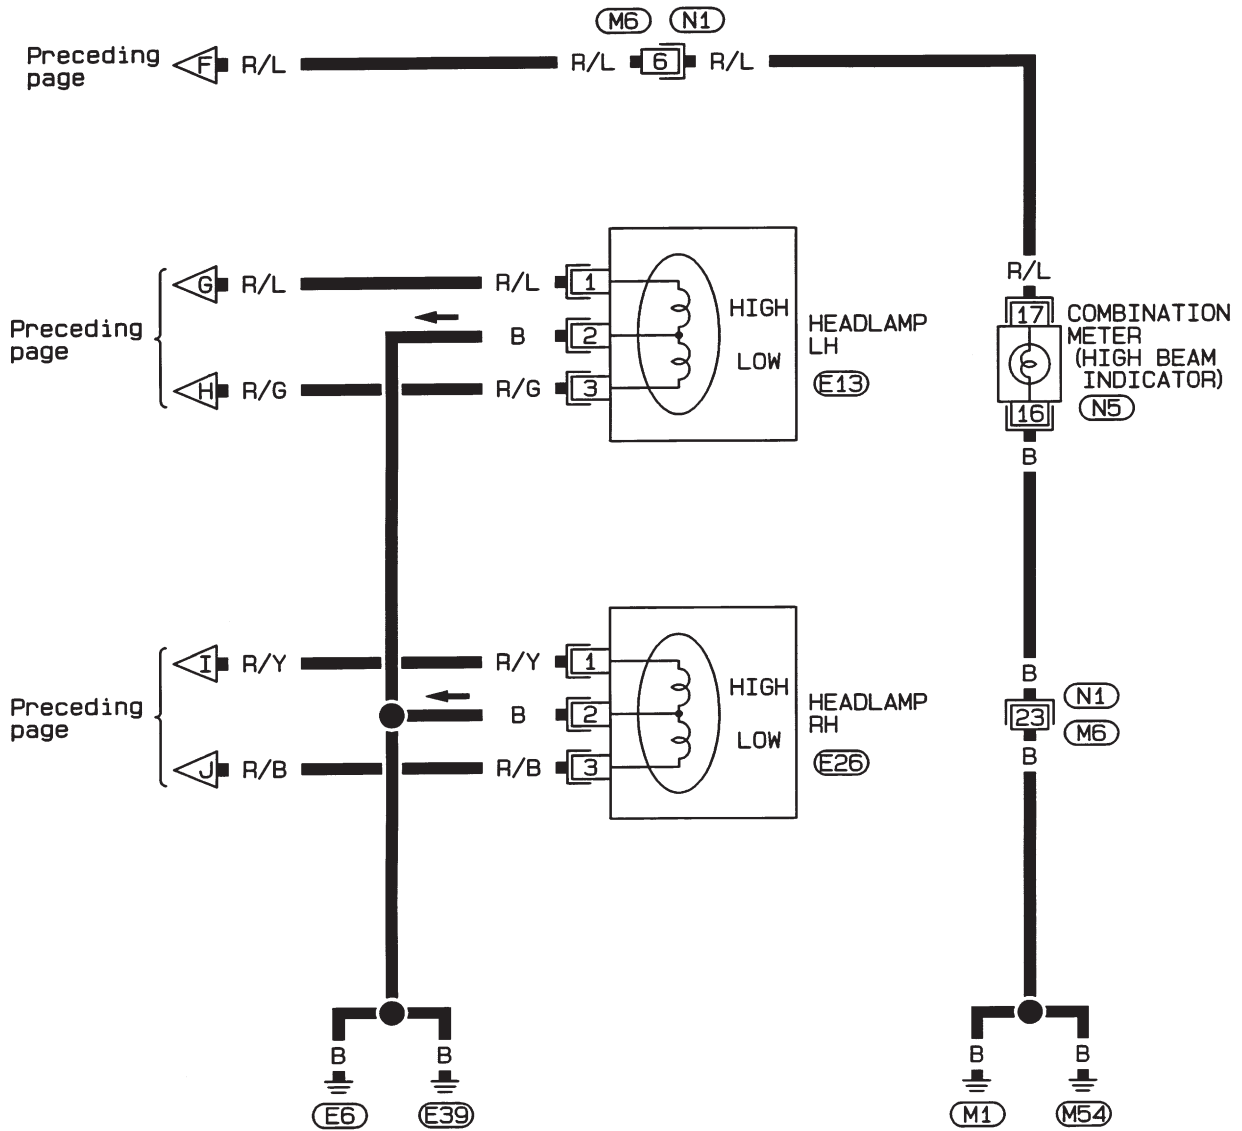 M6 N1
Preceding
page
F R/L R/L 6 R/L
R/L
Preceding
page
G R/L R/L 1
B 2
H R/G R/G 3
HIGH
LOW
HEADLAMP
LH
E13
17
COMBINATION
METER
(HIGH BEAM
INDICATOR)
N5
16
B
Preceding
page
I R/Y R/Y 1
B 2
J R/B R/B 3
HIGH
LOW
HEADLAMP
RH
E26
B
23
N1
M6
B
B B
E6 E39
B B
M1 M54